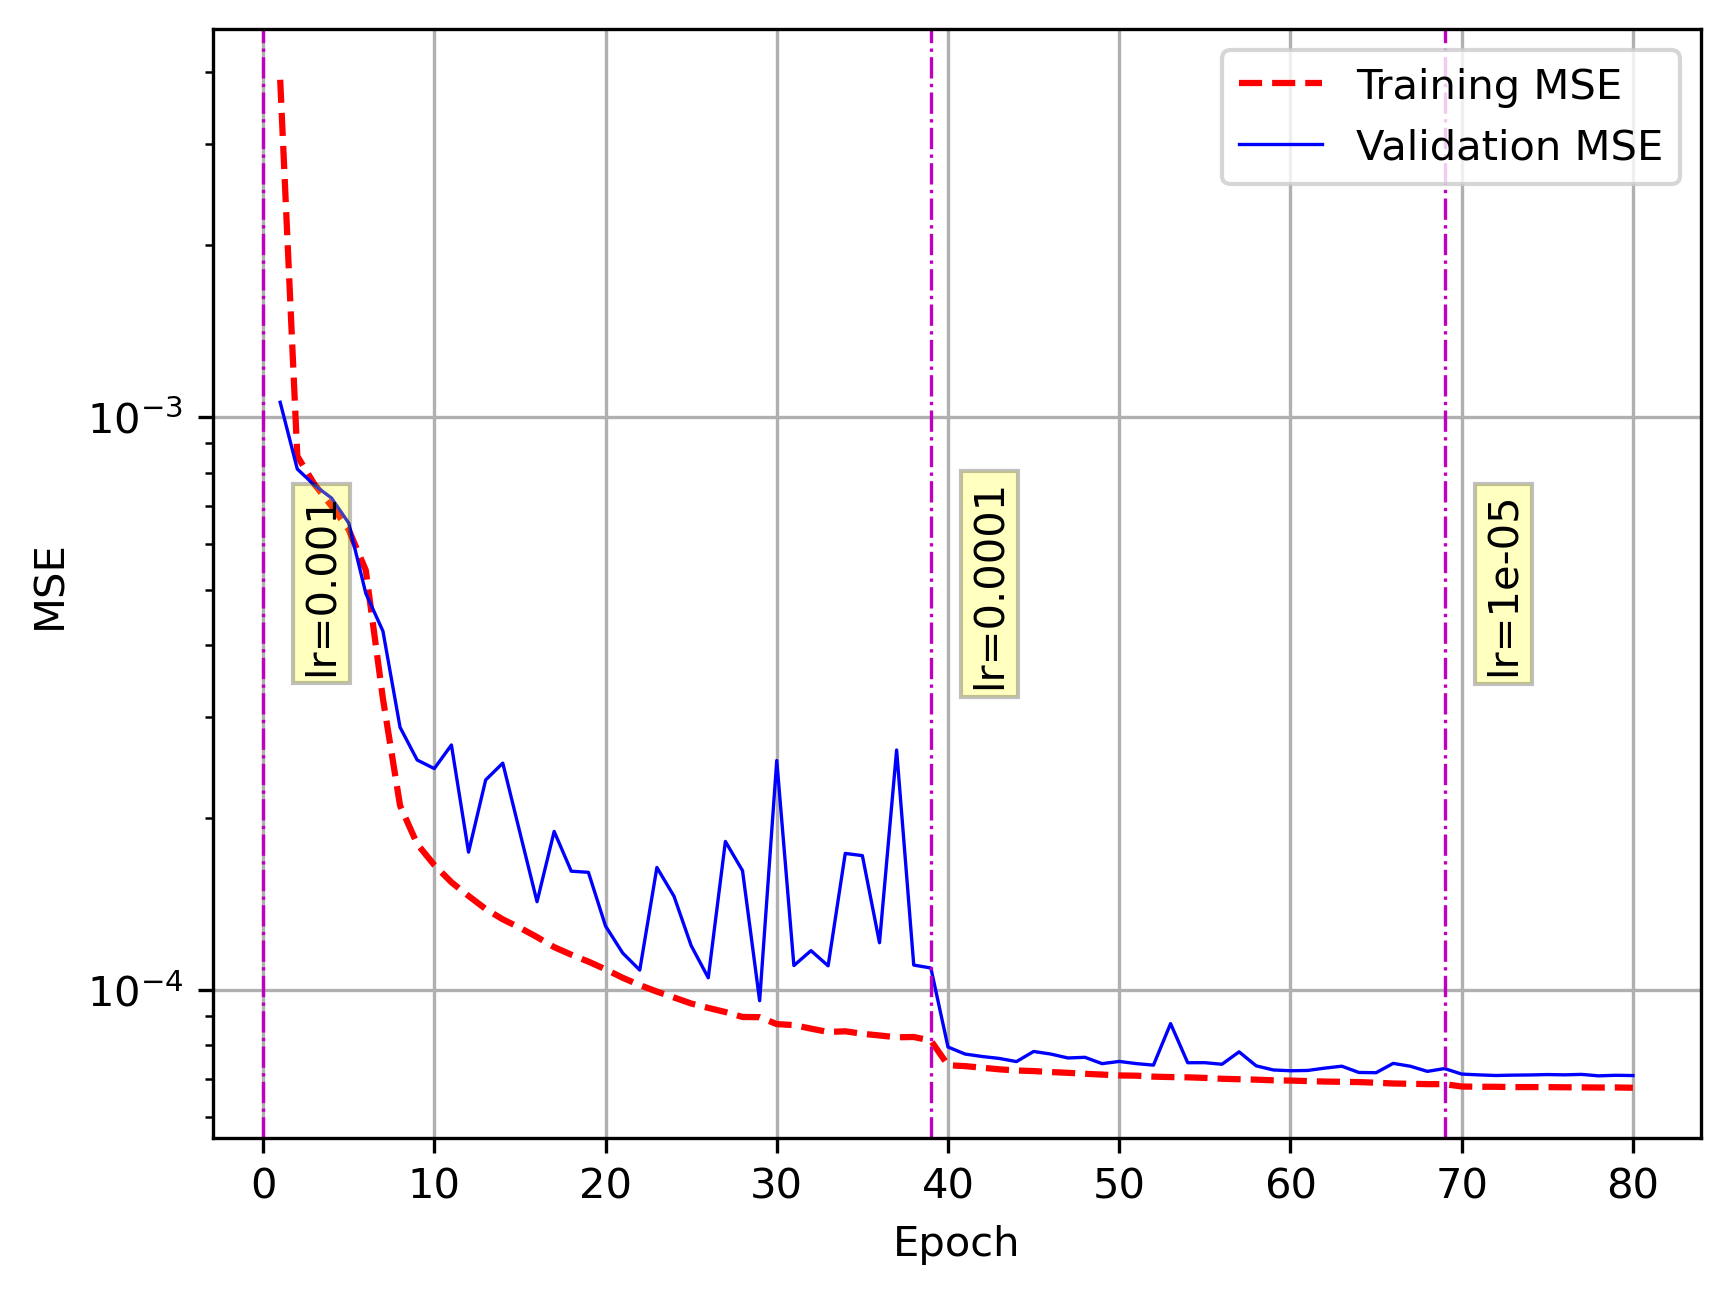 Training MSE
Validation MSE
MSE
10⁻³
10⁻⁴
lr=0.001
lr=0.0001
lr=1e-05
0 10 20 30 40 50 60 70 80
Epoch